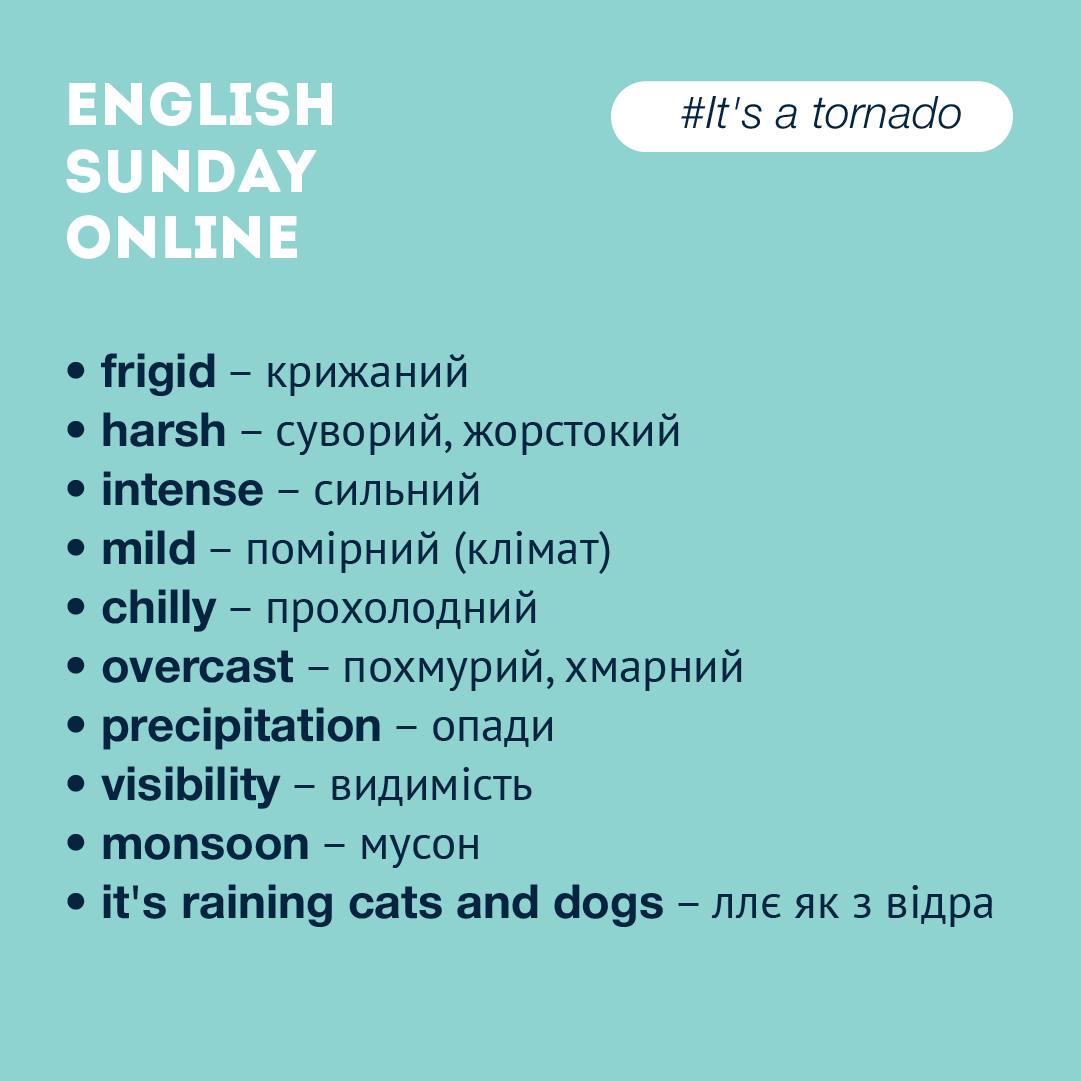 ENGLISH
SUNDAY
ONLINE
#It's a tornado
• frigid – крижаний
• harsh – суворий, жорстокий
• intense – сильний
• mild – помірний (клімат)
• chilly – прохолодний
• overcast – похмурий, хмарний
• precipitation – опади
• visibility – видимість
• monsoon – мусон
• it's raining cats and dogs – ллє як з відра